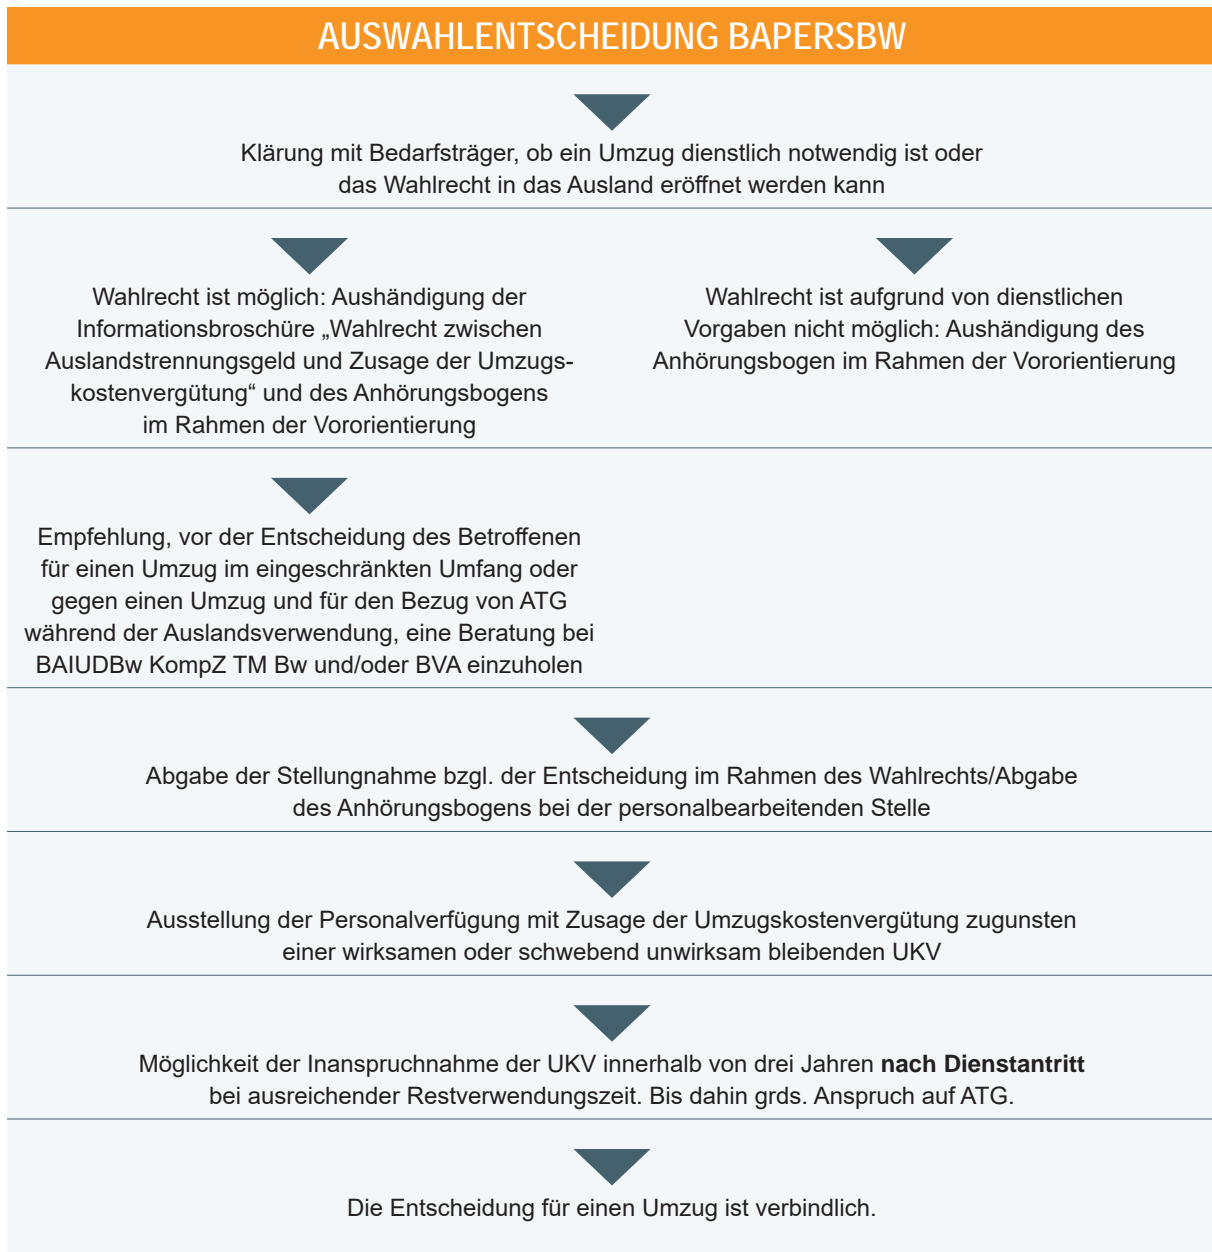 AUSWAHLENTSCHEIDUNG BAPERSBW
Klärung mit Bedarfsträger, ob ein Umzug dienstlich notwendig ist oder
das Wahlrecht in das Ausland eröffnet werden kann
Wahlrecht ist möglich: Aushändigung der
Informationsbroschüre „Wahlrecht zwischen
Auslandstrennungsgeld und Zusage der Umzugs-
kostenvergütung“ und des Anhörungsbogens
im Rahmen der Vororientierung
Wahlrecht ist aufgrund von dienstlichen
Vorgaben nicht möglich: Aushändigung des
Anhörungsbogen im Rahmen der Vororientierung
Empfehlung, vor der Entscheidung des Betroffenen
für einen Umzug im eingeschränkten Umfang oder
gegen einen Umzug und für den Bezug von ATG
während der Auslandsverwendung, eine Beratung bei
BAIUDBw KompZ TM Bw und/oder BVA einzuholen
Abgabe der Stellungnahme bzgl. der Entscheidung im Rahmen des Wahlrechts/Abgabe
des Anhörungsbogens bei der personalbearbeitenden Stelle
Ausstellung der Personalverfügung mit Zusage der Umzugskostenvergütung zugunsten
einer wirksamen oder schwebend unwirksam bleibenden UKV
Möglichkeit der Inanspruchnahme der UKV innerhalb von drei Jahren nach Dienstantritt
bei ausreichender Restverwendungszeit. Bis dahin grds. Anspruch auf ATG.
Die Entscheidung für einen Umzug ist verbindlich.